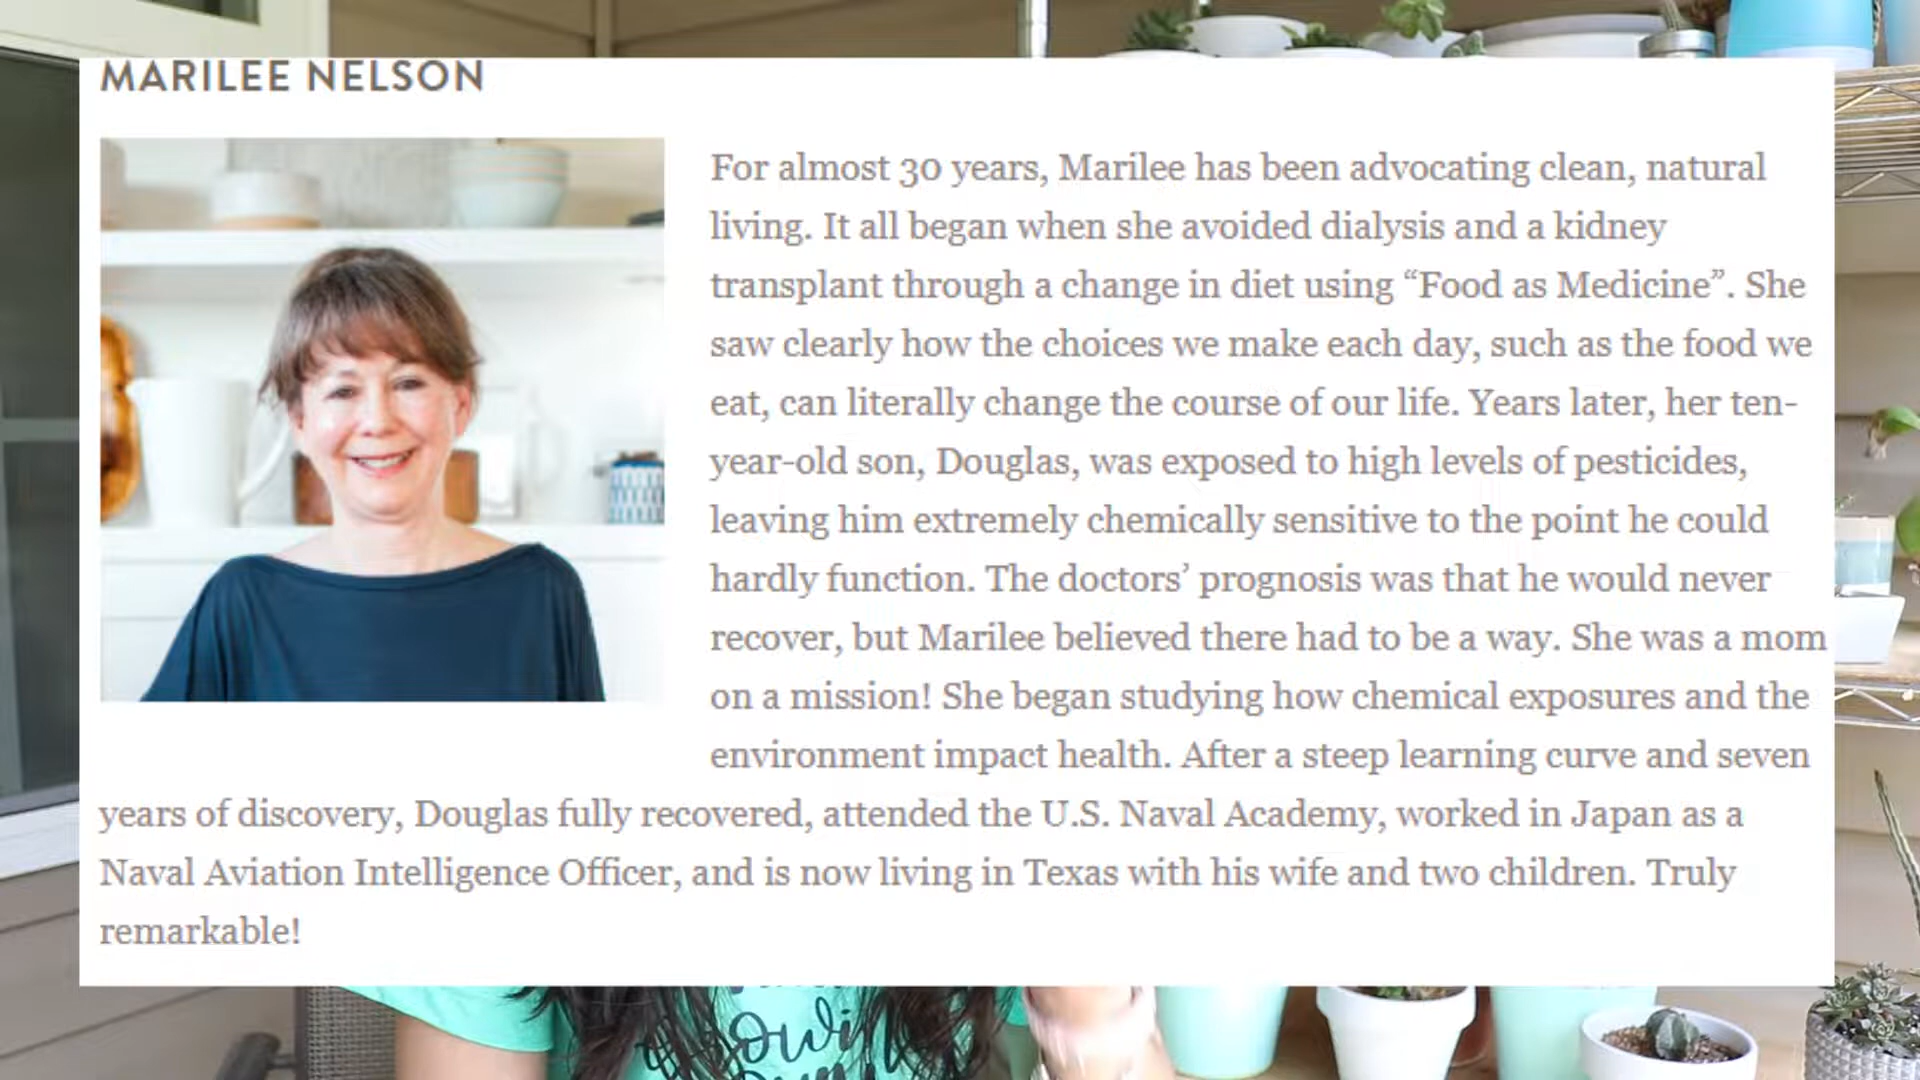 MARILEE NELSON
For almost 30 years, Marilee has been advocating clean, natural
living. It all began when she avoided dialysis and a kidney
transplant through a change in diet using “Food as Medicine”. She
saw clearly how the choices we make each day, such as the food we
eat, can literally change the course of our life. Years later, her ten-
year-old son, Douglas, was exposed to high levels of pesticides,
leaving him extremely chemically sensitive to the point he could
hardly function. The doctors’ prognosis was that he would never
recover, but Marilee believed there had to be a way. She was a mom
on a mission! She began studying how chemical exposures and the
environment impact health. After a steep learning curve and seven
years of discovery, Douglas fully recovered, attended the U.S. Naval Academy, worked in Japan as a
Naval Aviation Intelligence Officer, and is now living in Texas with his wife and two children. Truly
remarkable!